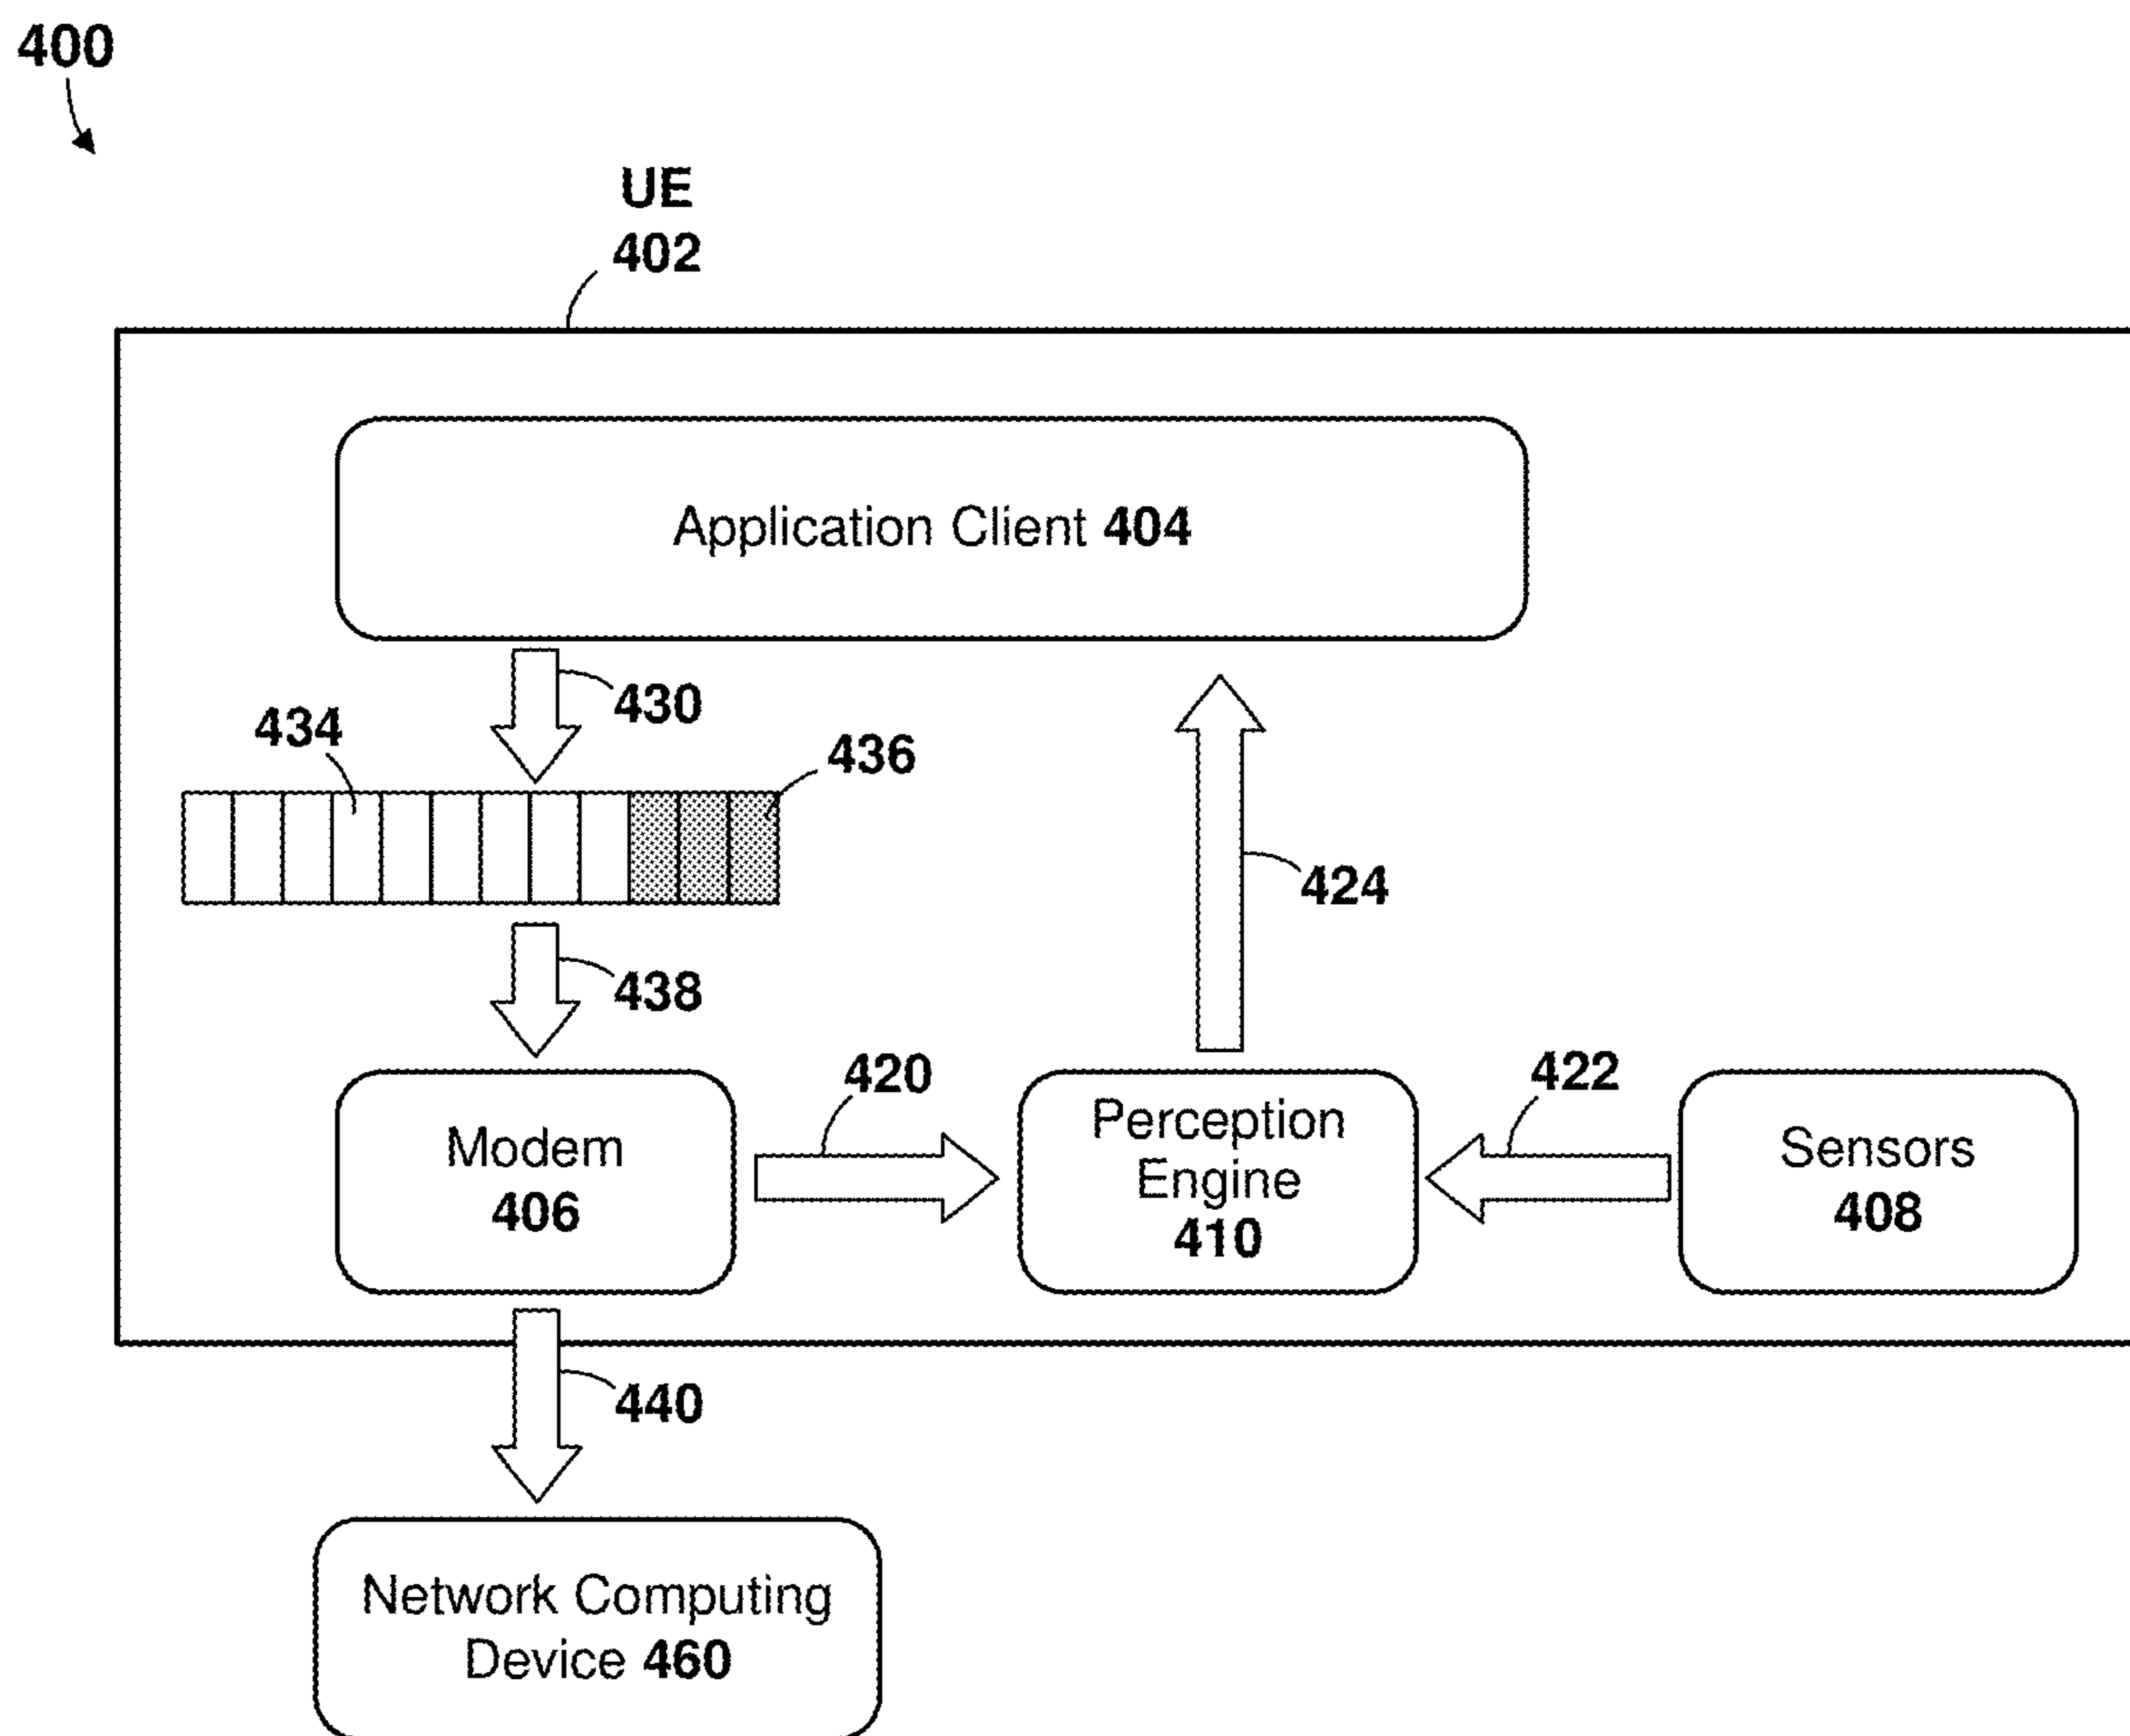 400
UE
402
Application Client 404
430
434
436
424
438
420
422
Modem
406
Perception
Engine
410
Sensors
408
440
Network Computing
Device 460